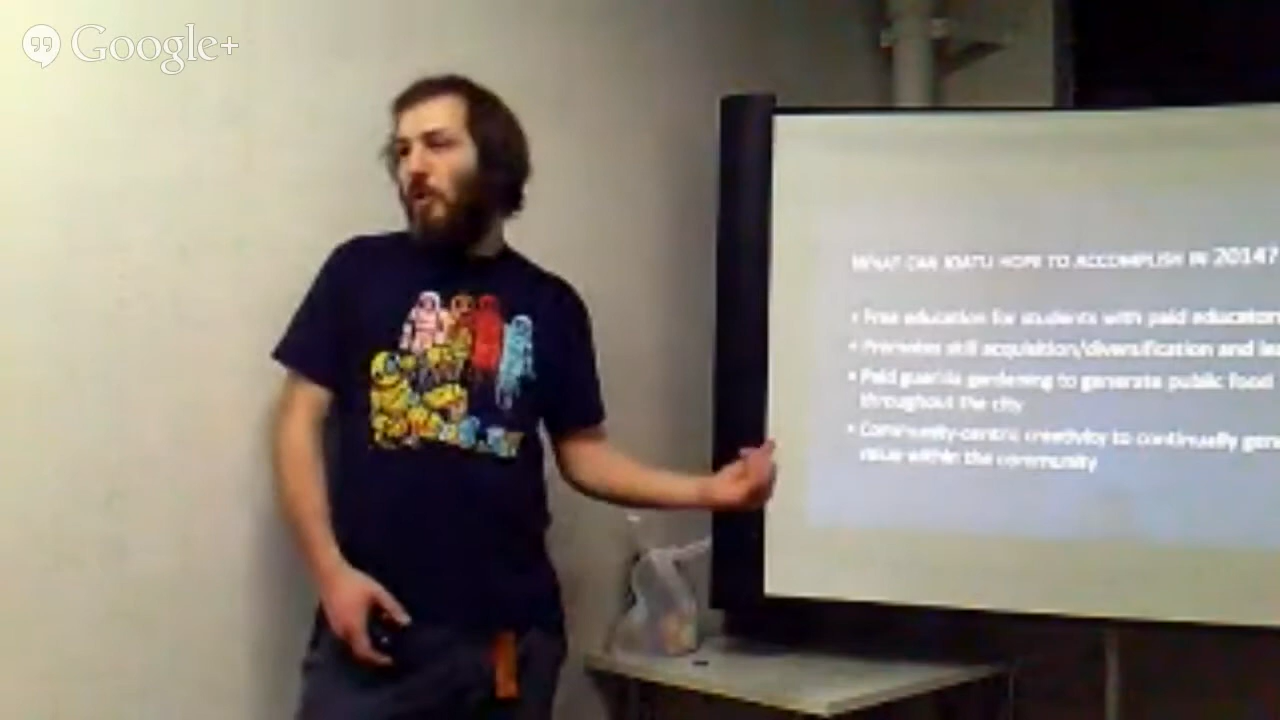 Google+
WHAT CAN KIATU HOPE TO ACCOMPLISH IN 2014?
• Free education for students with paid educators
• Promotes skill acquisition/diversification and
• Paid guerilla gardening to generate public food
throughout the city
• Community-centric creativity to continually
value within the community